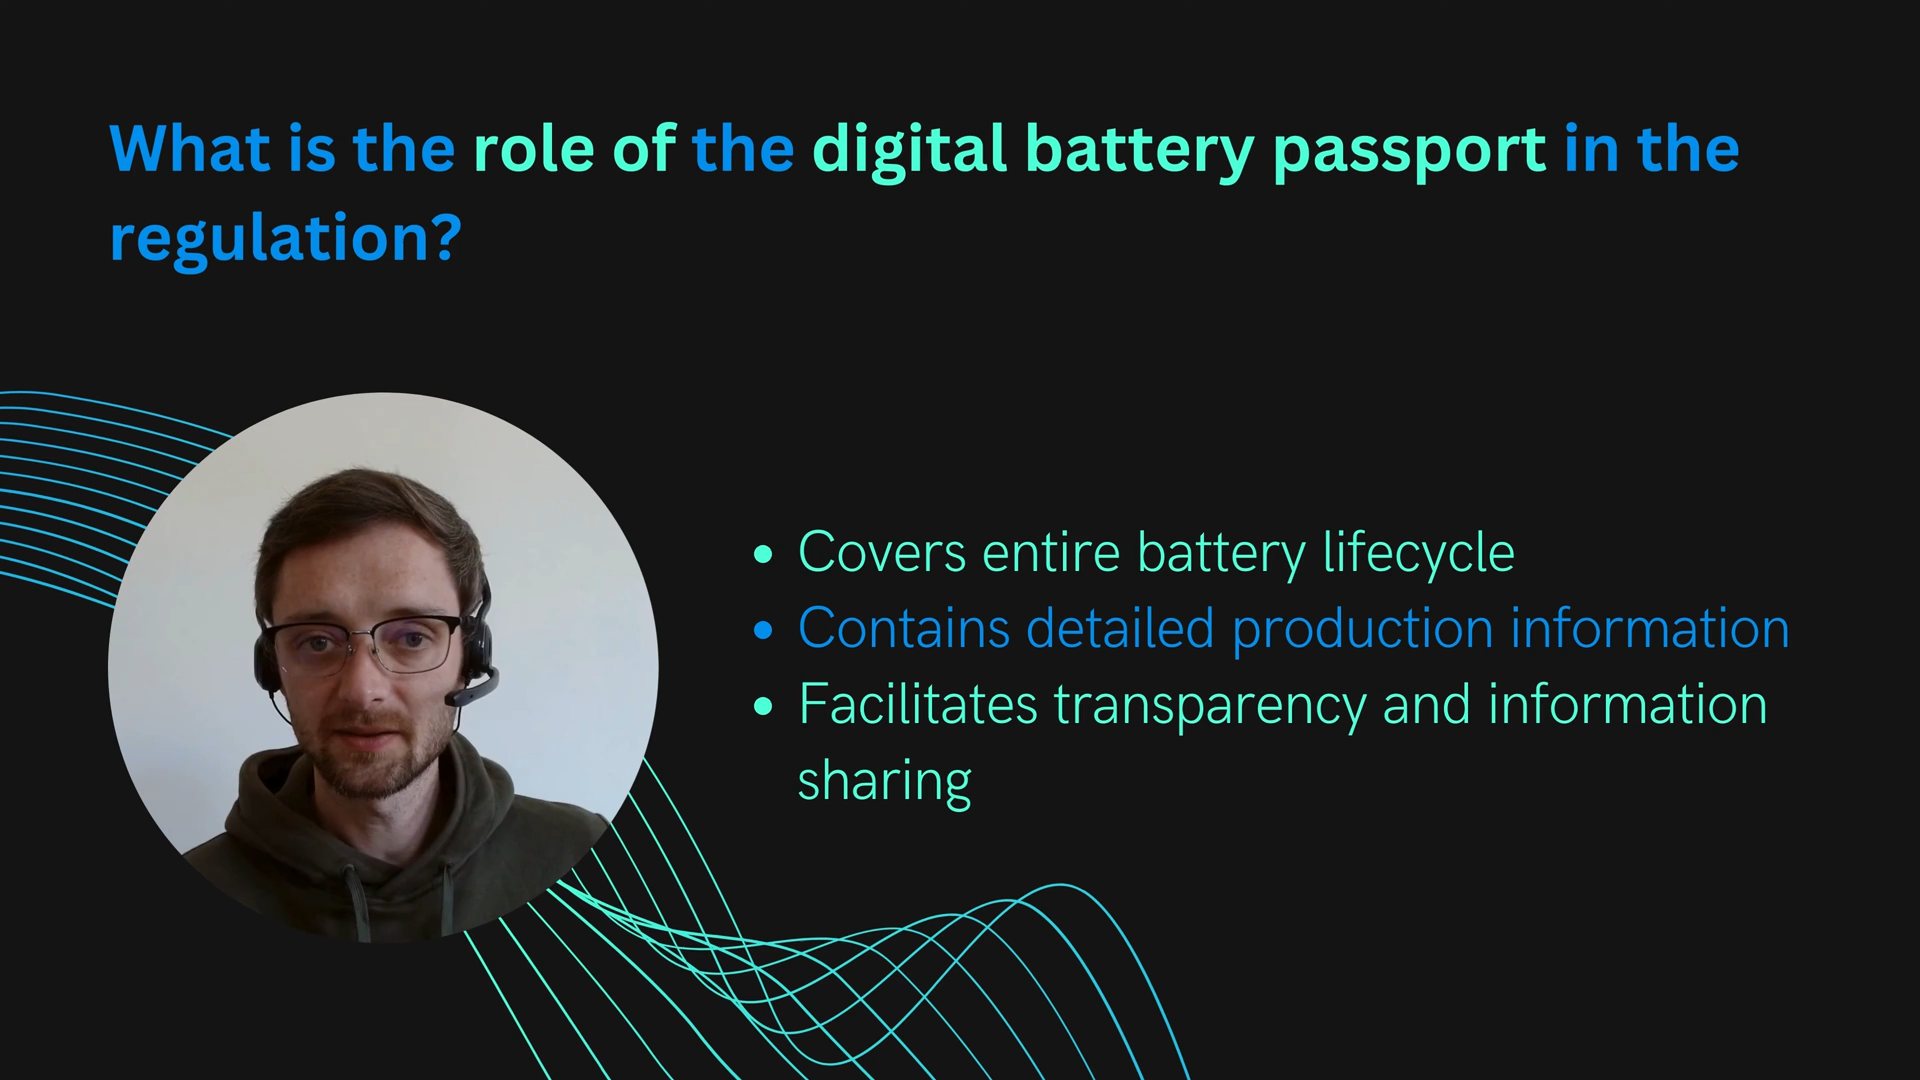 What is the role of the digital battery passport in the
regulation?
• Covers entire battery lifecycle
• Contains detailed production information
• Facilitates transparency and information
sharing